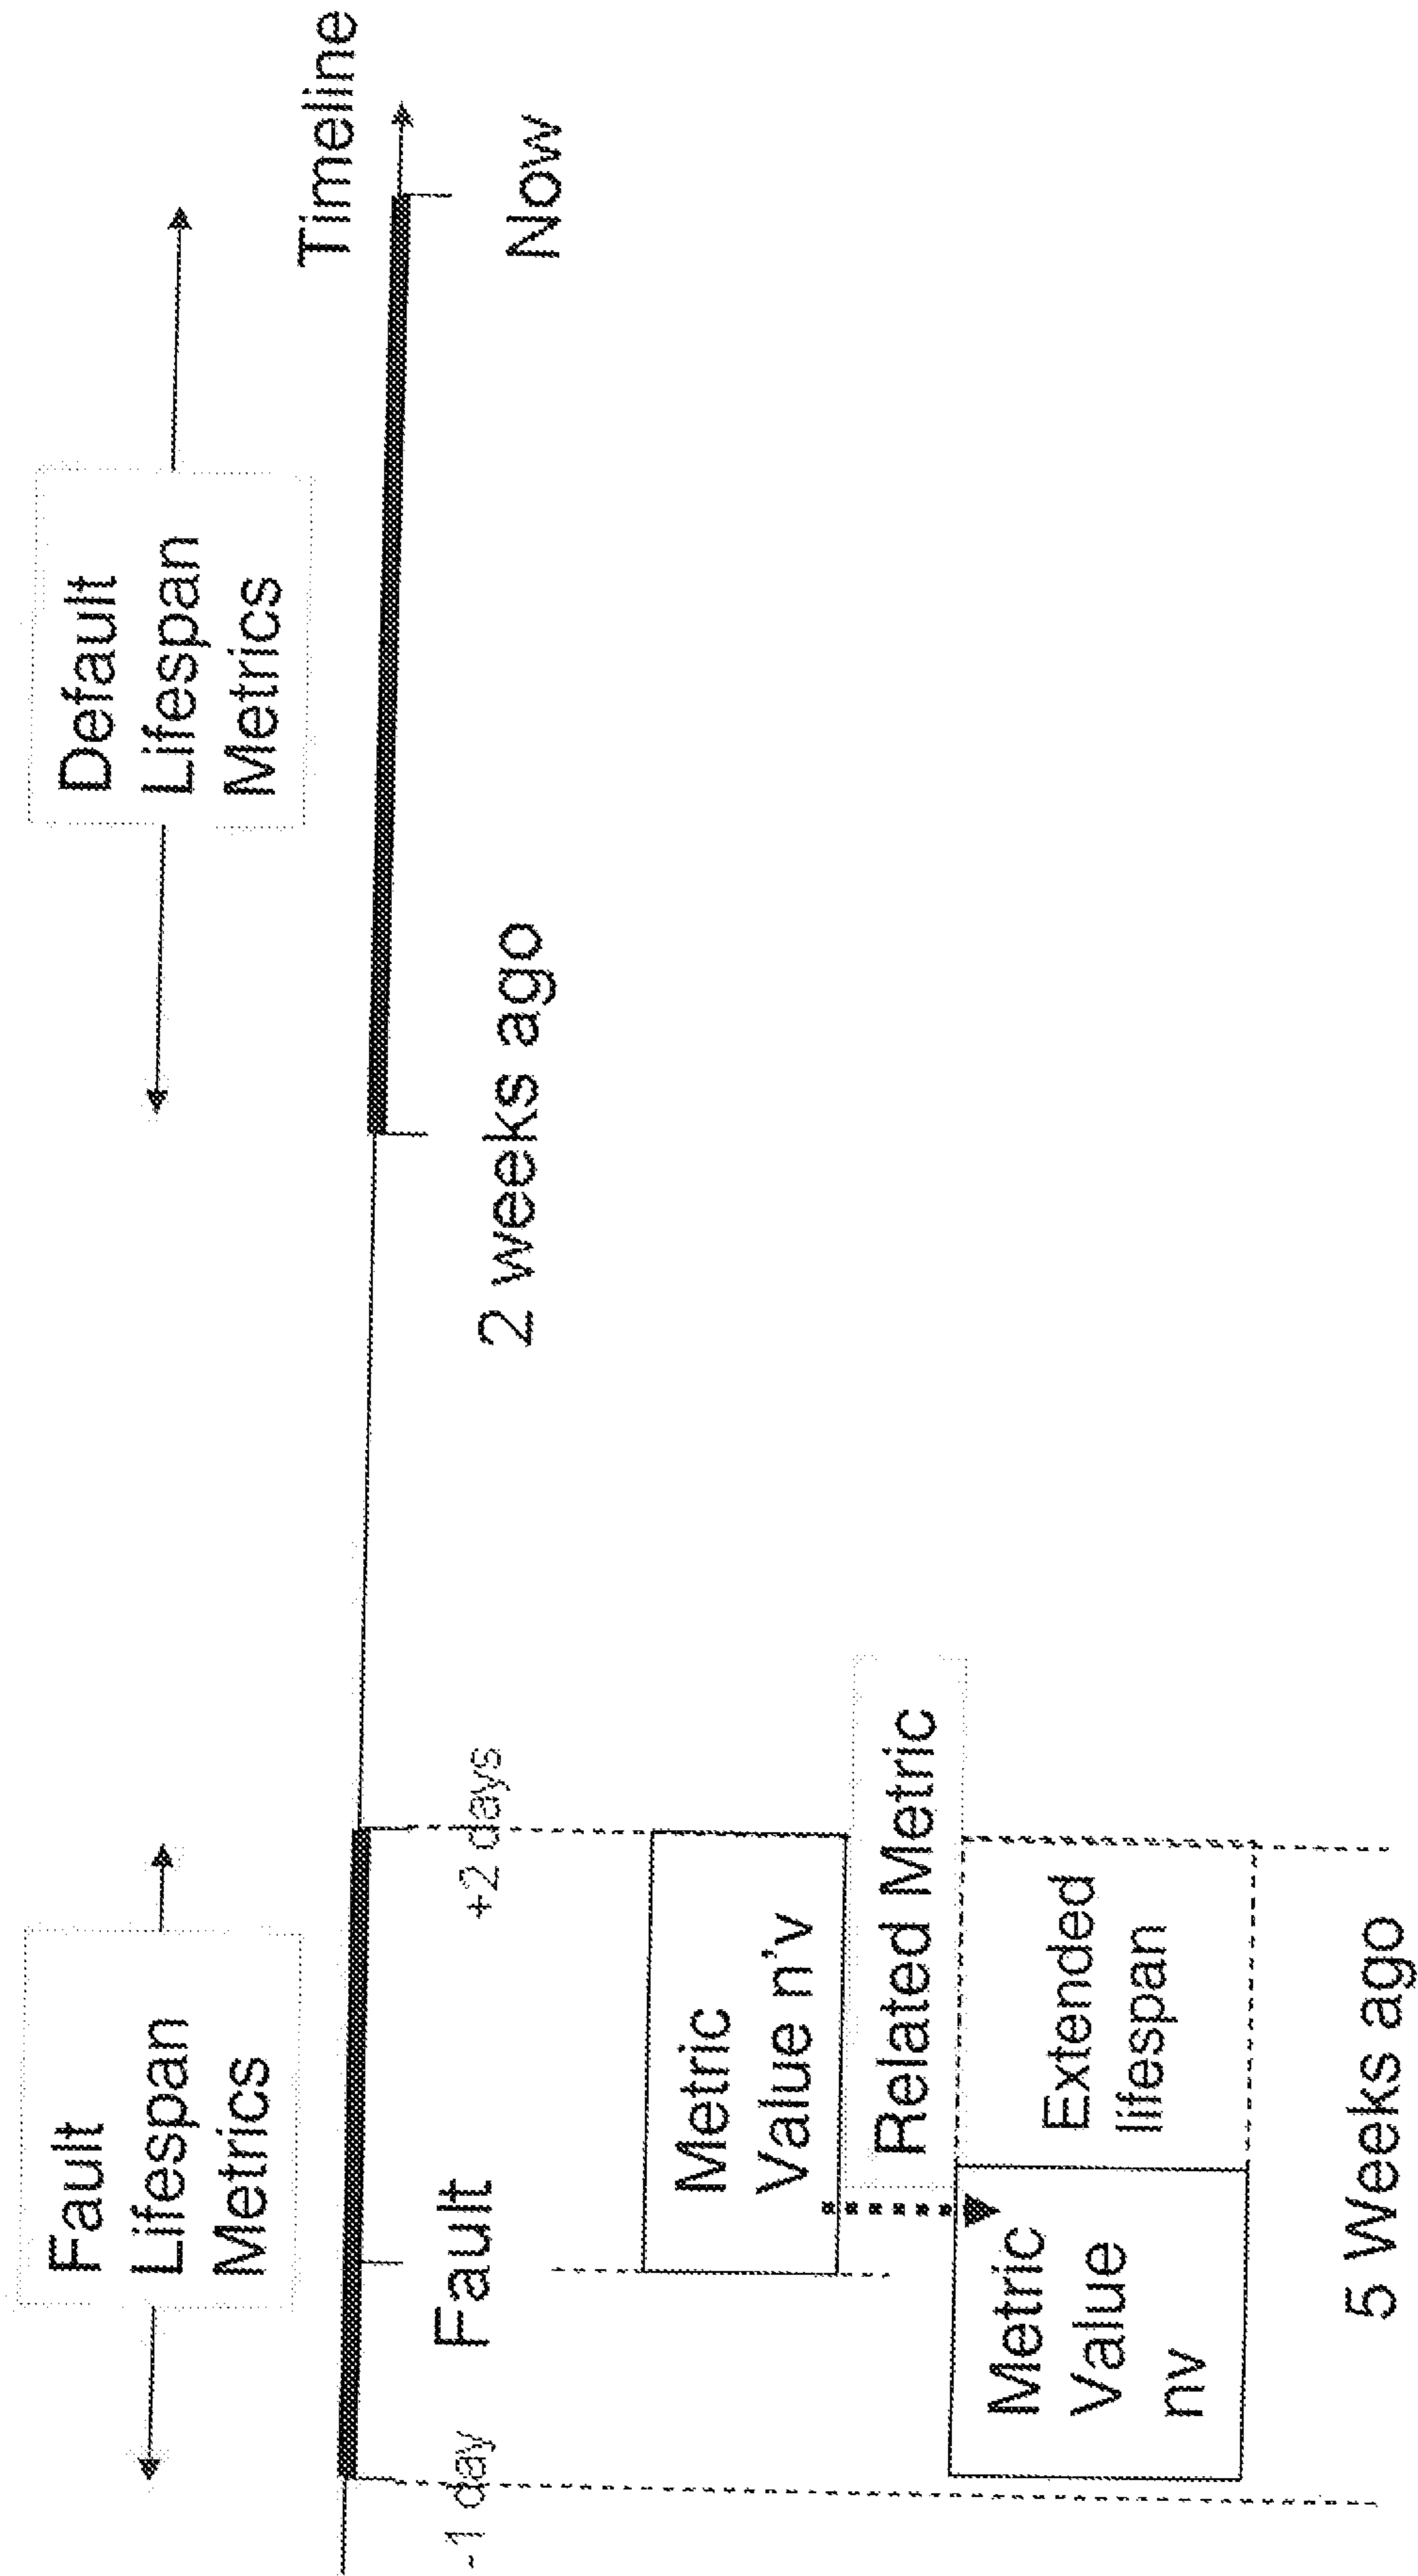 Fault
Lifespan
Metrics
Default
Lifespan
Metrics
Timeline
-1 day
Fault
+2 days
2 weeks ago
Now
Metric
Value n'v
Related Metric
Metric
Value
nv
Extended
lifespan
5 Weeks ago